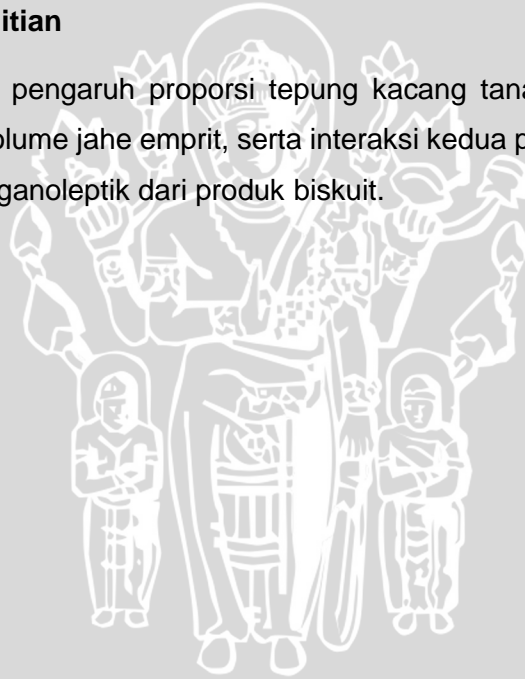 itian
pengaruh proporsi tepung kacang tana
olume jahe emprit, serta interaksi kedua p
ganoleptik dari produk biskuit.